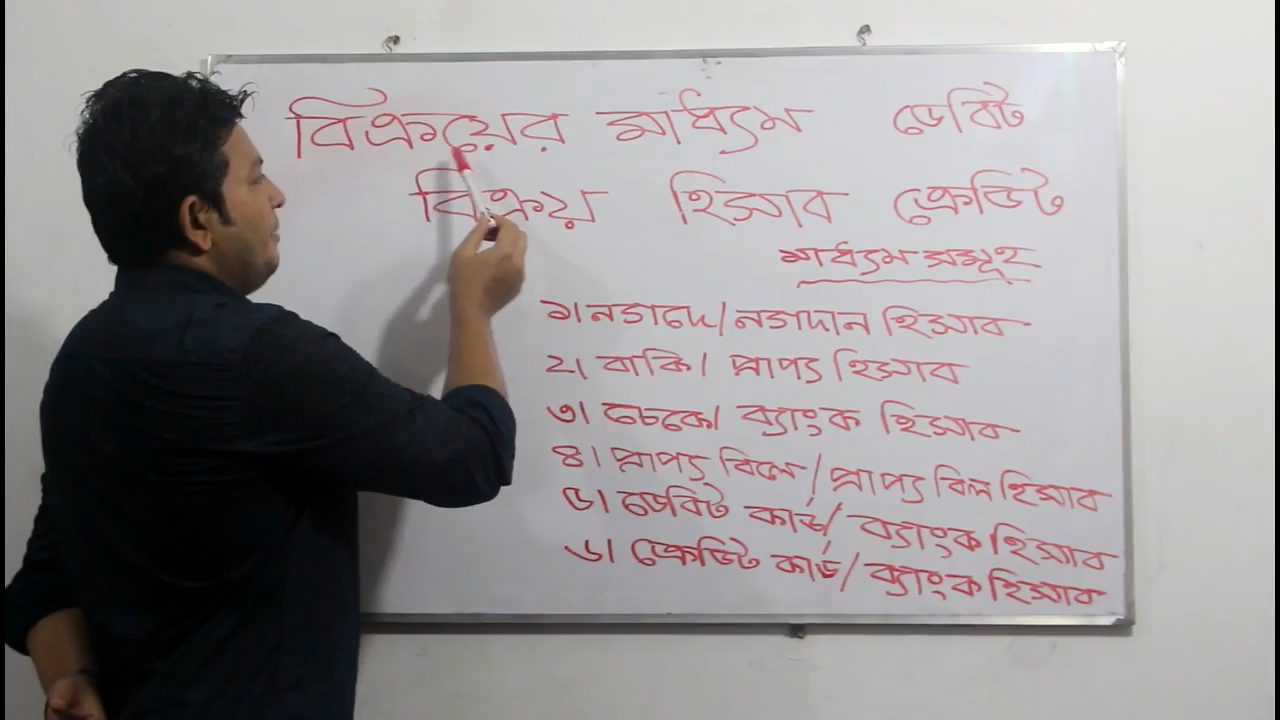 বিক্রয়ের মাধ্যম ডেবিট
বিক্রয় হিসাব ক্রেডিট
মাধ্যম সমূহ
১। নগদে/নগদান হিসাব
২। বাকি। প্রাপ্য হিসাব
৩। চেকে। ব্যাংক হিসাব
৪। প্রাপ্য বিলে/প্রাপ্য বিল হিসাব
৫। ডেবিট কার্ড/ব্যাংক হিসাব
৬। ক্রেডিট কার্ড/ব্যাংক হিসাব